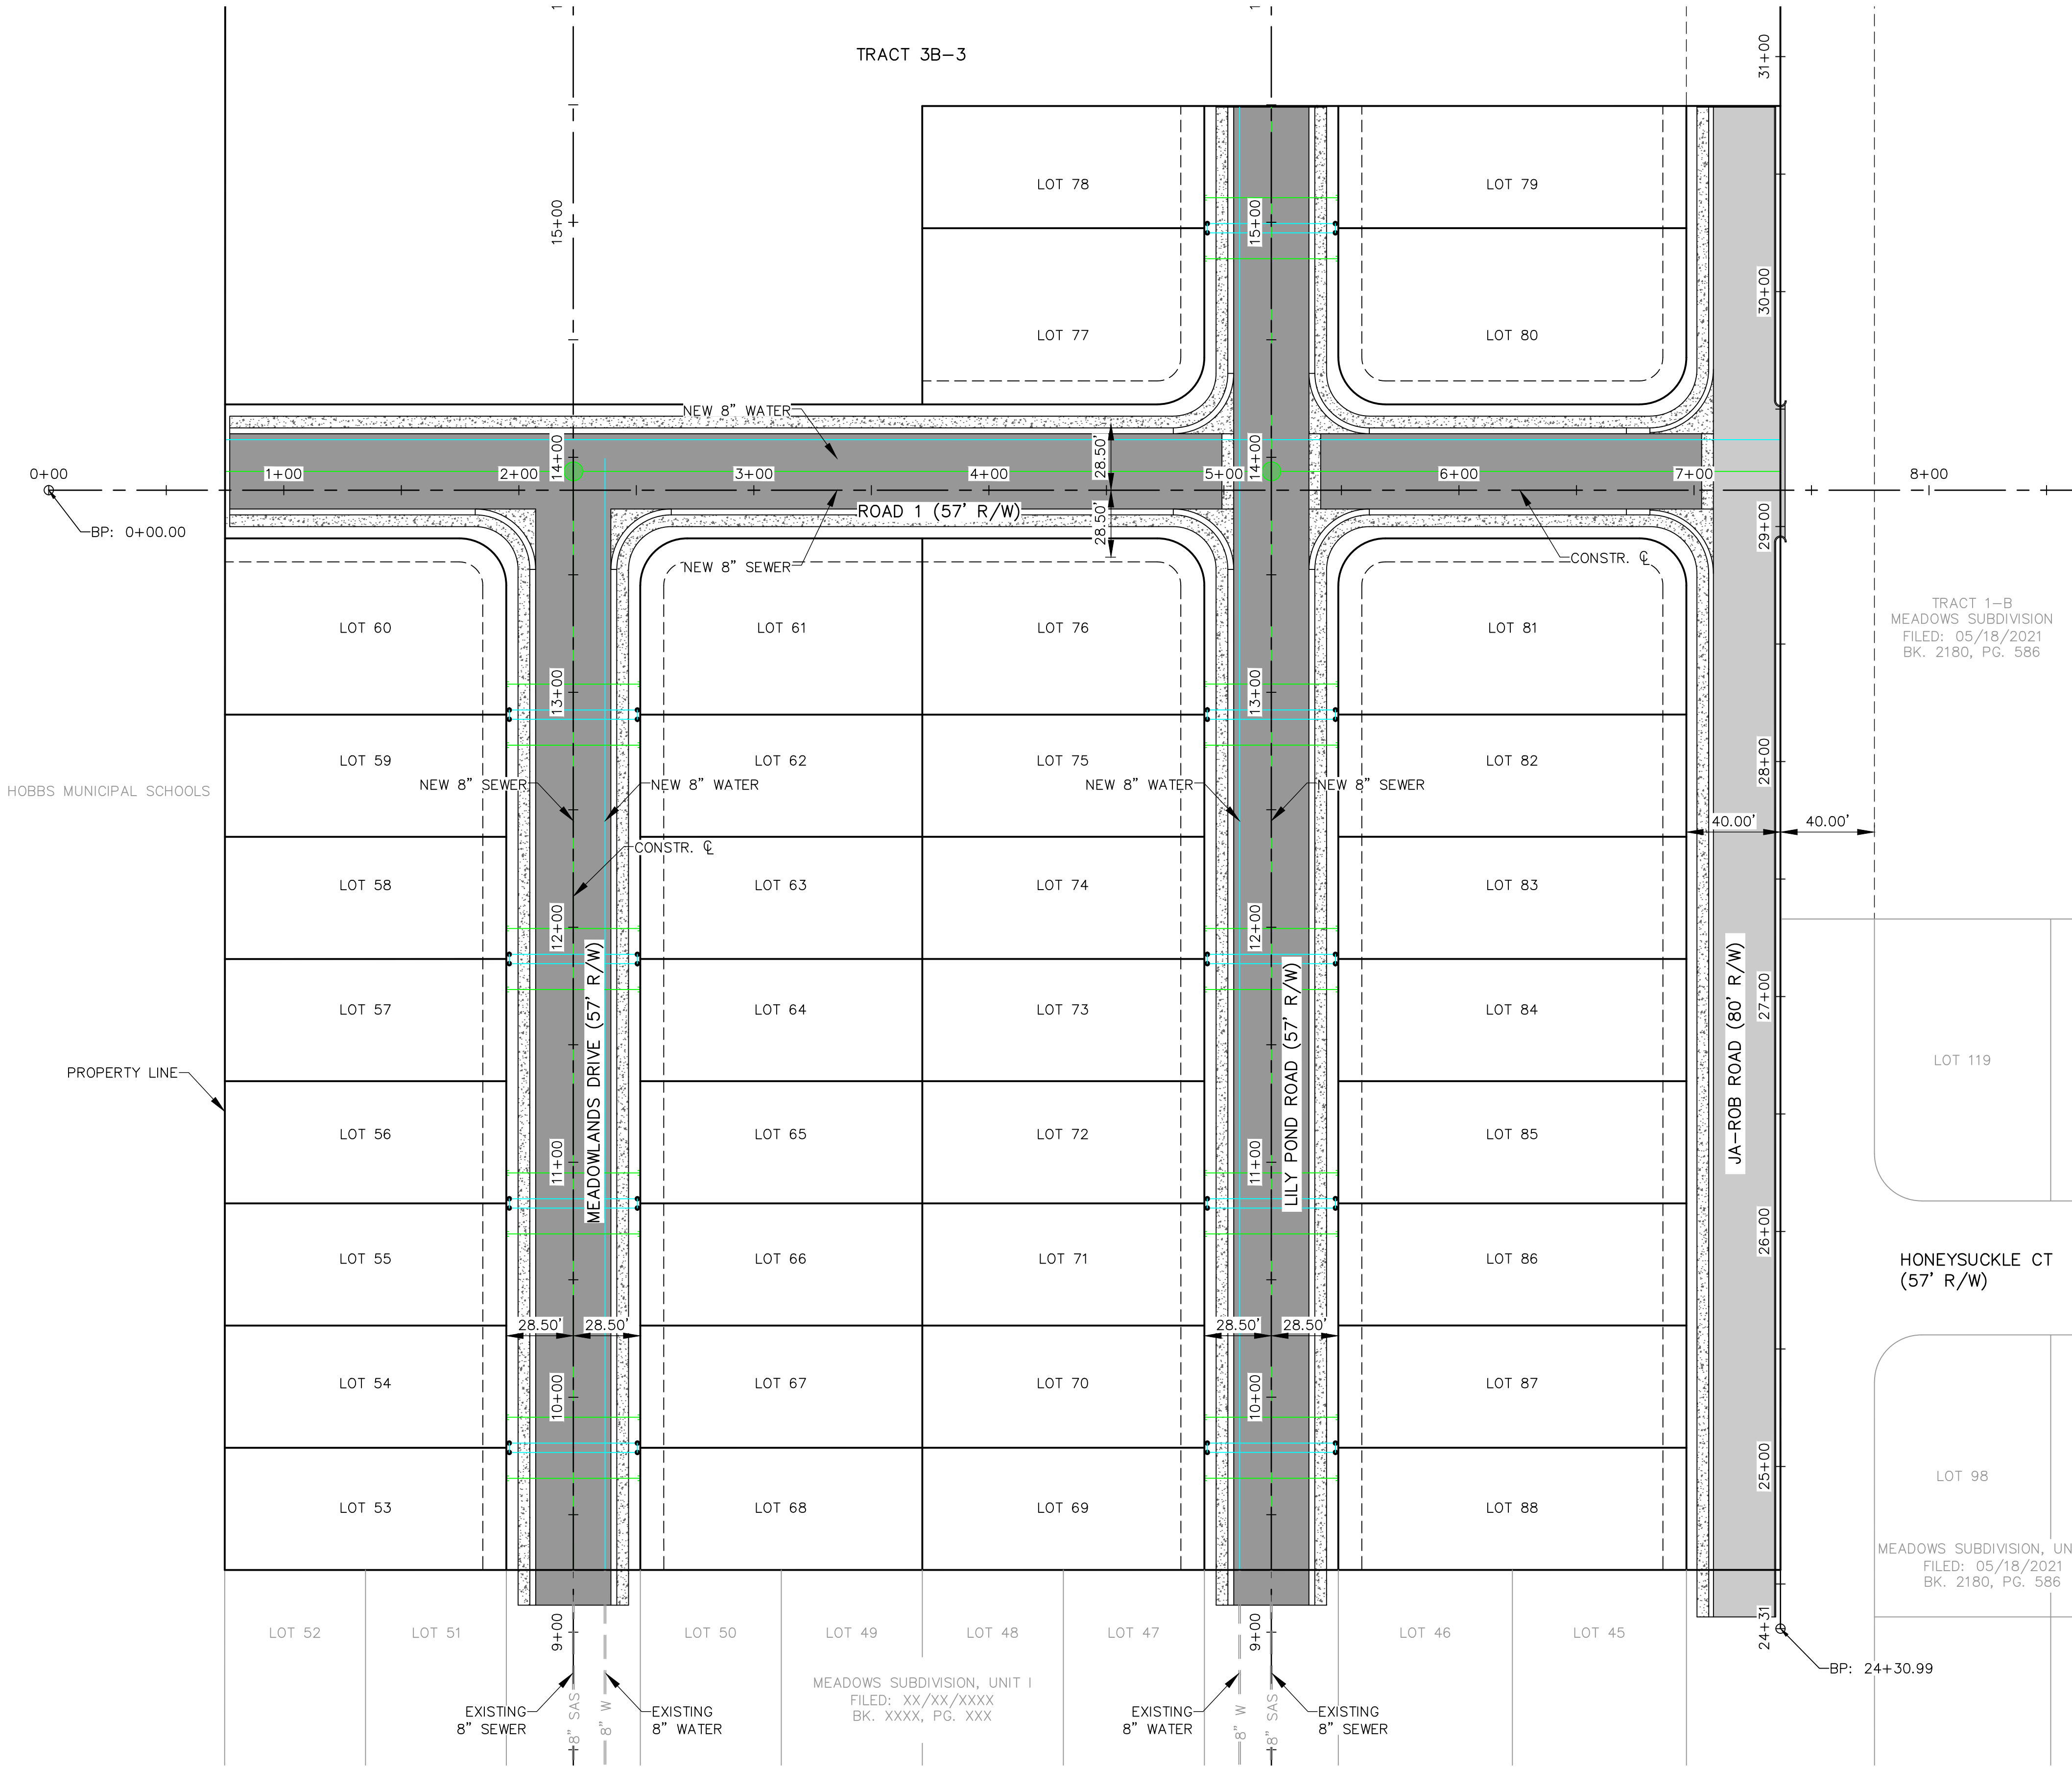 TRACT 3B-3
1
1
31+00
LOT 78
LOT 79
15+00
15+00
30+00
LOT 77
LOT 80
NEW 8" WATER
14+00
14+00
28.50'
0+00
1+00
2+00
3+00
4+00
5+00
6+00
7+00
8+00
ROAD 1 (57' R/W)
28.50'
29+00
BP: 0+00.00
NEW 8" SEWER
CONSTR. ℄
TRACT 1-B
MEADOWS SUBDIVISION
FILED: 05/18/2021
BK. 2180, PG. 586
LOT 60
LOT 61
LOT 76
LOT 81
13+00
13+00
28+00
LOT 59
LOT 62
LOT 75
LOT 82
HOBBS MUNICIPAL SCHOOLS
NEW 8" SEWER
NEW 8" WATER
NEW 8" WATER
NEW 8" SEWER
40.00'
40.00'
CONSTR. ℄
LOT 58
LOT 63
LOT 74
LOT 83
12+00
12+00
27+00
LOT 57
LOT 64
LOT 73
LOT 84
MEADOWLANDS DRIVE (57' R/W)
LILY POND ROAD (57' R/W)
JA-ROB ROAD (80' R/W)
LOT 119
PROPERTY LINE
LOT 56
LOT 65
LOT 72
LOT 85
11+00
11+00
26+00
LOT 55
LOT 66
LOT 71
LOT 86
HONEYSUCKLE CT
(57' R/W)
28.50'
28.50'
28.50'
28.50'
LOT 54
LOT 67
LOT 70
LOT 87
10+00
10+00
25+00
LOT 98
LOT 53
LOT 68
LOT 69
LOT 88
MEADOWS SUBDIVISION, UN
FILED: 05/18/2021
BK. 2180, PG. 586
LOT 52
LOT 51
9+00
LOT 50
LOT 49
LOT 48
LOT 47
9+00
LOT 46
LOT 45
24+31
BP: 24+30.99
MEADOWS SUBDIVISION, UNIT I
FILED: XX/XX/XXXX
BK. XXXX, PG. XXX
EXISTING
8" SEWER
8" SAS
8" W
EXISTING
8" WATER
EXISTING
8" WATER
8" W
8" SAS
EXISTING
8" SEWER